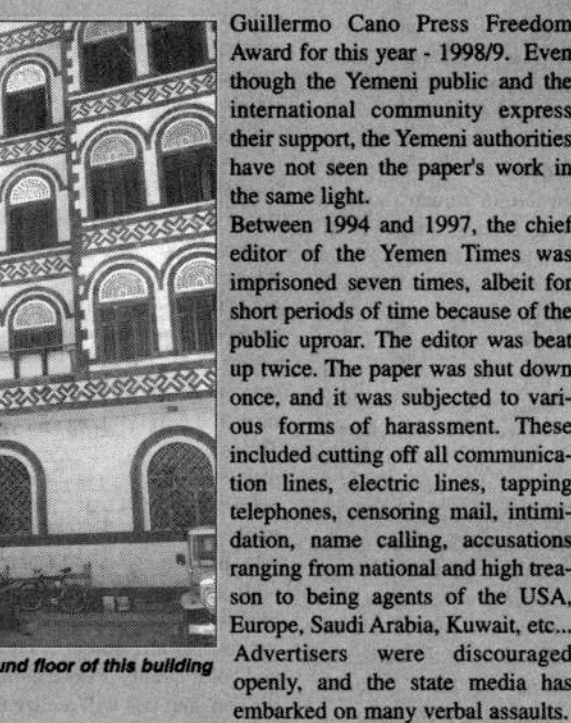 Guillermo Cano Press Freedom
Award for this year - 1998/9. Even
though the Yemeni public and the
international community express
their support, the Yemeni authorities
have not seen the paper's work in
the same light.
Between 1994 and 1997, the chief
editor of the Yemen Times was
imprisoned seven times, albeit for
short periods of time because of the
public uproar. The editor was beat
up twice. The paper was shut down
once, and it was subjected to vari-
ous forms of harassment. These
included cutting off all communica-
tion lines, electric lines, tapping
telephones, censoring mail, intimi-
dation, name calling, accusations
ranging from national and high trea-
son to being agents of the USA,
Europe, Saudi Arabia, Kuwait, etc...
Advertisers were discouraged
openly, and the state media has
embarked on many verbal assaults.
und floor of this building